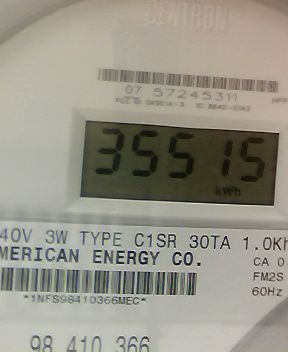 CENTRON®
07 57245311
35515
kWh
40V 3W TYPE C1SR 30TA 1.0Kh
MERICAN ENERGY CO.
CA 0
FM2S
60Hz
*1NFS98410366MEC*
98 410 366